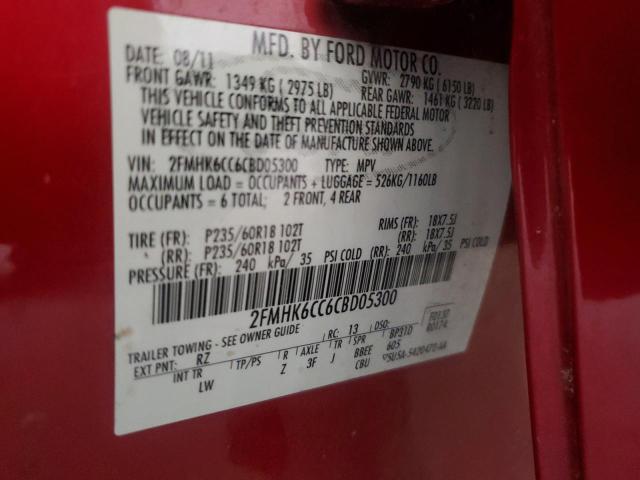 MFD. BY FORD MOTOR CO.
DATE: 08/11 GVWR: 2790 KG (6150 LB)
FRONT GAWR: 1349 KG (2975 LB) REAR GAWR: 1461 KG (3220 LB)
THIS VEHICLE CONFORMS TO ALL APPLICABLE FEDERAL MOTOR
VEHICLE SAFETY AND THEFT PREVENTION STANDARDS
IN EFFECT ON THE DATE OF MANUFACTURE SHOWN ABOVE.
VIN: 2FMHK6CC6CBD05300 TYPE: MPV
MAXIMUM LOAD = OCCUPANTS + LUGGAGE = 526KG/1160LB
OCCUPANTS = 6 TOTAL; 2 FRONT, 4 REAR
TIRE (FR): P235/60R18 102T RIMS (FR): 18X7.5J
(RR): P235/60R18 102T (RR): 18X7.5J
PRESSURE (FR): 240 kPa/ 35 PSI COLD (RR): 240 kPa/ 35 PSI COLD
2FMHK6CC6CBD05300
TRAILER TOWING - SEE OWNER GUIDE RC: 13 DSO:
EXT PNT: RZ
INT TR TP/PS R AXLE TR SPR
LW Z 3F J BBEE
605
CBU